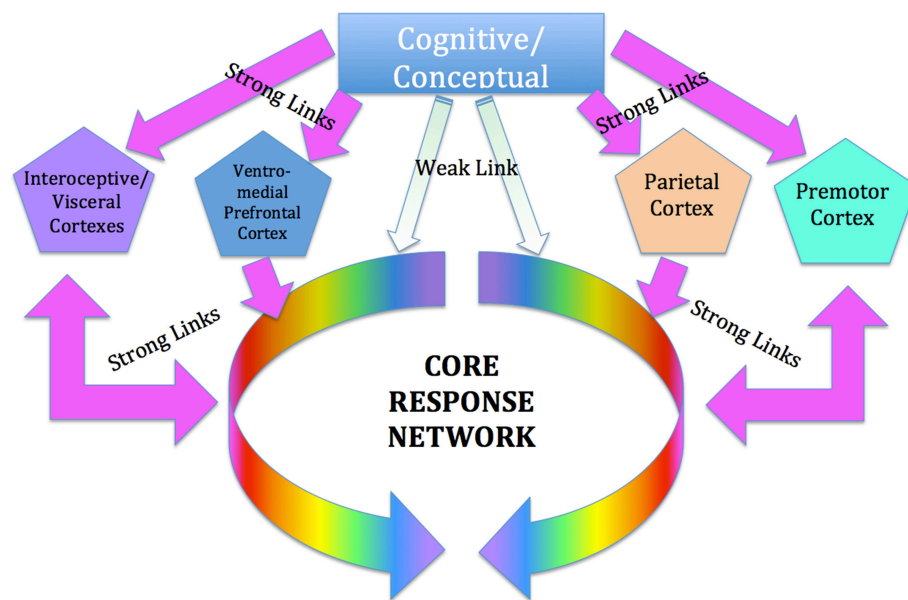 Cognitive/
Conceptual
Strong Links
Strong Links
Weak Link
Interoceptive/
Visceral
Cortexes
Ventro-
medial
Prefrontal
Cortex
Parietal
Cortex
Premotor
Cortex
Strong Links
Strong Links
CORE
RESPONSE
NETWORK